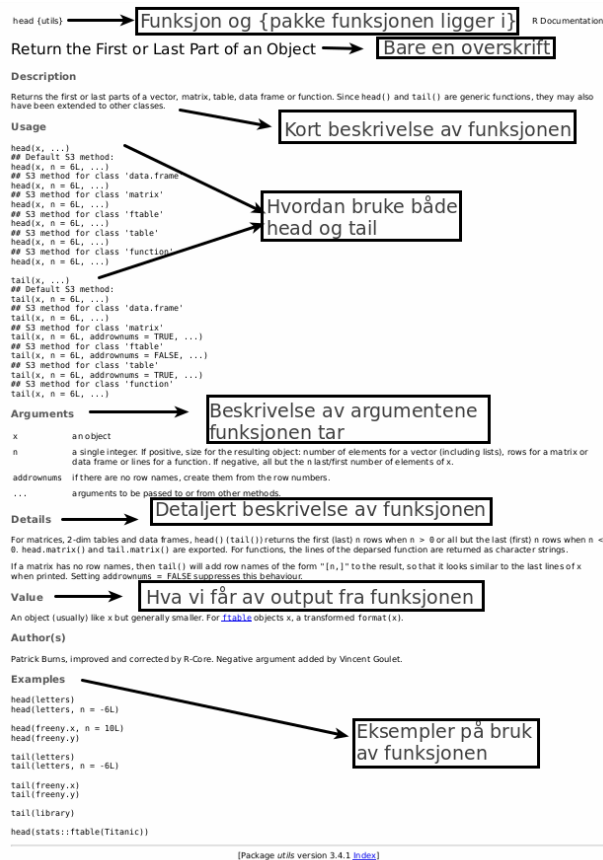 head {utils}
Funksjon og {pakke funksjonen ligger i}
R Documentation
Return the First or Last Part of an Object
Bare en overskrift
Description
Returns the first or last parts of a vector, matrix, table, data frame or function. Since head() and tail() are generic functions, they may also
have been extended to other classes.
Kort beskrivelse av funksjonen
Usage
head(x, ...)
## Default S3 method:
head(x, n = 6L, ...)
## S3 method for class 'data.frame
head(x, n = 6L, ...)
## S3 method for class 'matrix'
head(x, n = 6L, ...)
## S3 method for class 'ftable'
head(x, n = 6L, ...)
## S3 method for class 'table'
head(x, n = 6L, ...)
## S3 method for class 'function'
head(x, n = 6L, ...)
Hvordan bruke både
head og tail
tail(x, ...)
## Default S3 method:
tail(x, n = 6L, ...)
## S3 method for class 'data.frame'
tail(x, n = 6L, ...)
## S3 method for class 'matrix'
tail(x, n = 6L, addrownums = TRUE, ...)
## S3 method for class 'ftable'
tail(x, n = 6L, addrownums = FALSE, ...)
## S3 method for class 'table'
tail(x, n = 6L, addrownums = TRUE, ...)
## S3 method for class 'function'
tail(x, n = 6L, ...)
Arguments
Beskrivelse av argumentene
funksjonen tar
x an object
n a single integer. If positive, size for the resulting object: number of elements for a vector (including lists), rows for a matrix or
data frame or lines for a function. If negative, all but the n last/first number of elements of x.
addrownums if there are no row names, create them from the row numbers.
... arguments to be passed to or from other methods.
Details
Detaljert beskrivelse av funksjonen
For matrices, 2-dim tables and data frames, head() (tail()) returns the first (last) n rows when n > 0 or all but the last (first) n rows when n <
0. head.matrix() and tail.matrix() are exported. For functions, the lines of the deparsed function are returned as character strings.
If a matrix has no row names, then tail() will add row names of the form "[n,]" to the result, so that it looks similar to the last lines of x
when printed. Setting addrownums = FALSE suppresses this behaviour.
Value
Hva vi får av output fra funksjonen
An object (usually) like x but generally smaller. For ftable objects x, a transformed format(x).
Author(s)
Patrick Burns, improved and corrected by R-Core. Negative argument added by Vincent Goulet.
Examples
head(letters)
head(letters, n = -6L)
head(freeny.x, n = 10L)
head(freeny.y)
Eksempler på bruk
av funksjonen
tail(letters)
tail(letters, n = -6L)
tail(freeny.x)
tail(freeny.y)
tail(library)
head(stats::ftable(Titanic))
[Package utils version 3.4.1 Index]